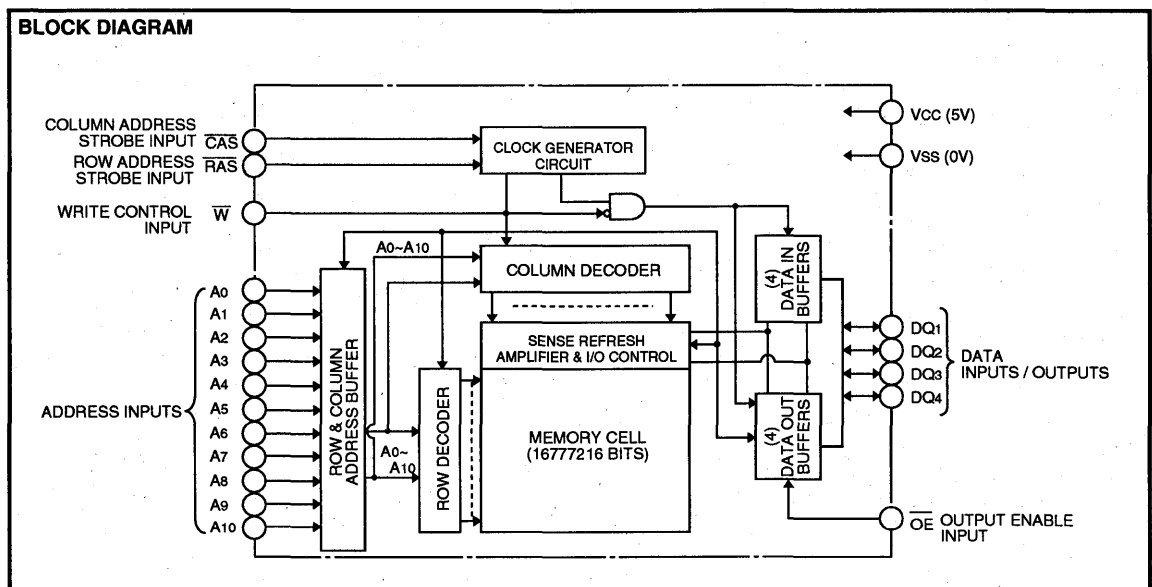 BLOCK DIAGRAM
COLUMN ADDRESS
STROBE INPUT C̅A̅S̅
ROW ADDRESS
STROBE INPUT R̅A̅S̅
WRITE CONTROL
INPUT W̅
CLOCK GENERATOR
CIRCUIT
VCC (5V)
VSS (0V)
A0~A10
COLUMN DECODER
(4)
DATA IN
BUFFERS
ADDRESS INPUTS
A0
A1
A2
A3
A4
A5
A6
A7
A8
A9
A10
ROW & COLUMN
ADDRESS BUFFER
A0~
A10
ROW DECODER
SENSE REFRESH
AMPLIFIER & I/O CONTROL
MEMORY CELL
(16777216 BITS)
(4)
DATA OUT
BUFFERS
DQ1
DQ2
DQ3
DQ4
DATA
INPUTS / OUTPUTS
O̅E̅ OUTPUT ENABLE
INPUT